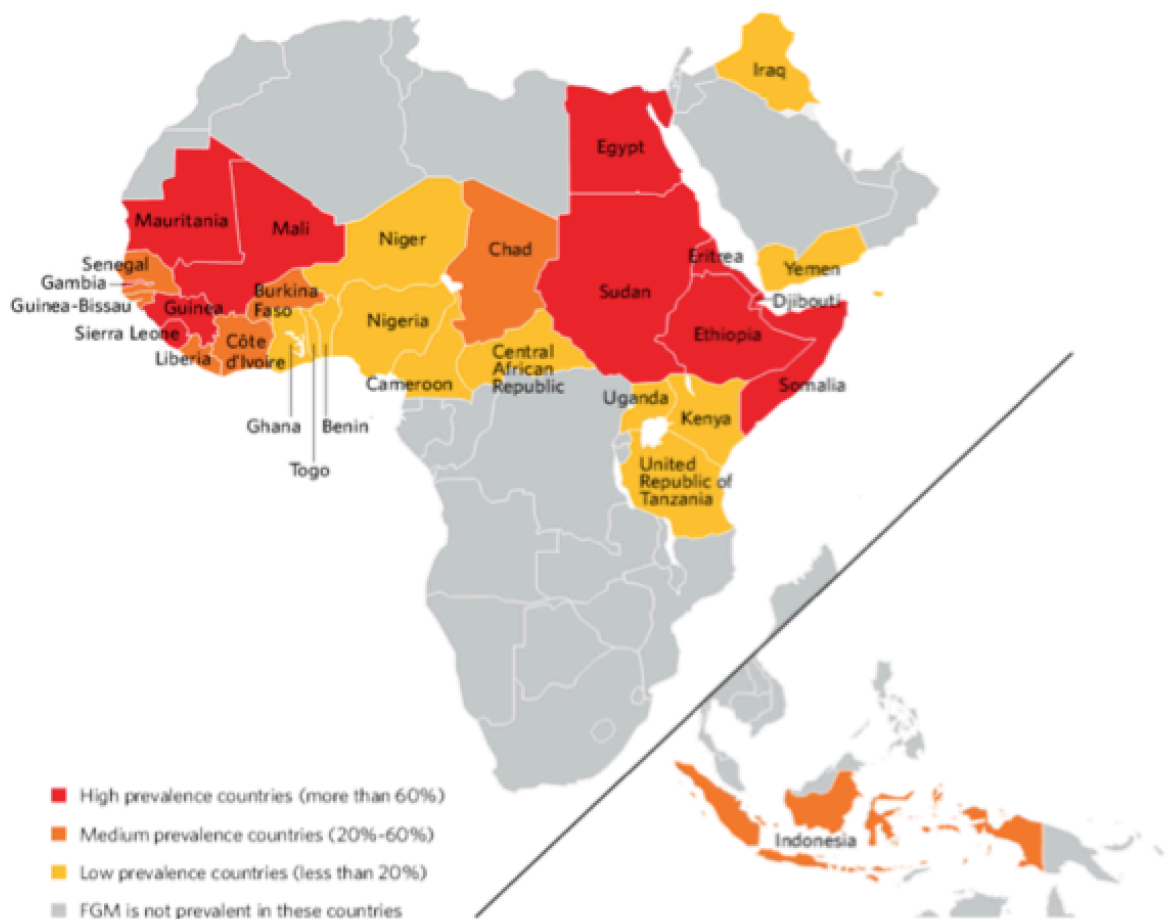 Iraq
Egypt
Mauritania
Mali
Niger
Chad
Senegal
Eritrea
Yemen
Gambia
Sudan
Burkina
Faso
Djibouti
Guinea-Bissau
Guinea
Nigeria
Sierra Leone
Ethiopia
Côte
d'Ivoire
Liberia
Central
African
Republic
Cameroon
Somalia
Uganda
Kenya
Ghana
Benin
Togo
United
Republic of
Tanzania
High prevalence countries (more than 60%)
Medium prevalence countries (20%-60%)
Indonesia
Low prevalence countries (less than 20%)
FGM is not prevalent in these countries